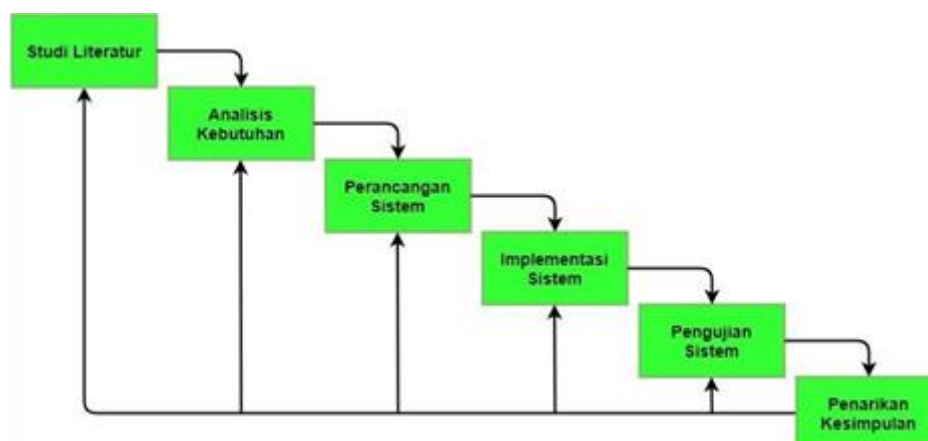 Studi Literatur
Analisis
Kebutuhan
Perancangan
Sistem
Implementasi
Sistem
Pengujian
Sistem
Penarikan
Kesimpulan